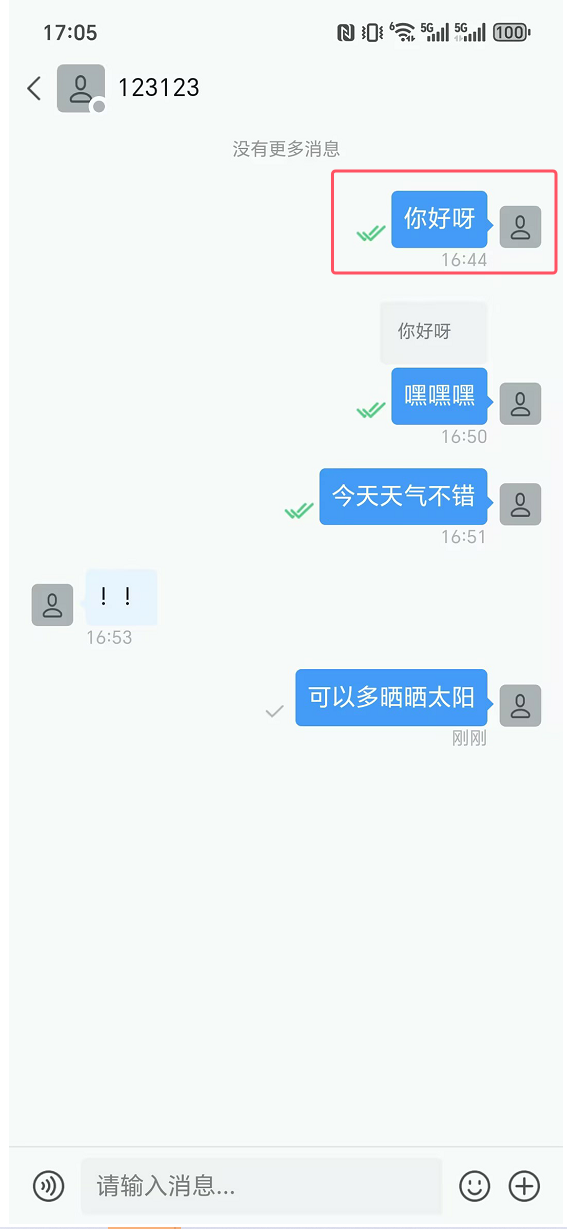 17:05
6 5G 5G 100
123123
没有更多消息
你好呀
16:44
你好呀
嘿嘿嘿
16:50
今天天气不错
16:51
！！
16:53
可以多晒晒太阳
刚刚
请输入消息...